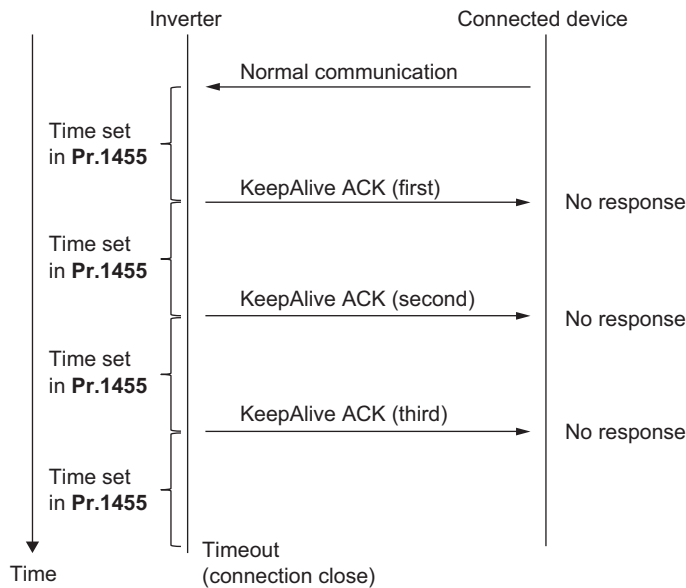 Inverter
Connected device
Normal communication
Time set
in Pr.1455
KeepAlive ACK (first)
No response
Time set
in Pr.1455
KeepAlive ACK (second)
No response
Time set
in Pr.1455
KeepAlive ACK (third)
No response
Time set
in Pr.1455
Timeout
(connection close)
Time